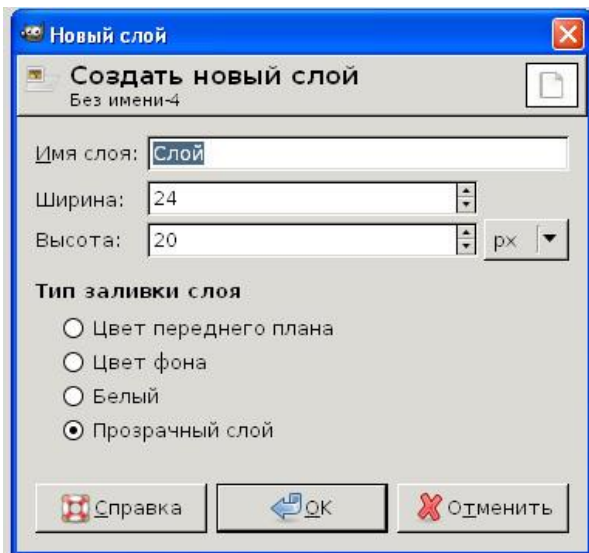 Новый слой
Создать новый слой
Без имени-4
Имя слоя: Слой
Ширина: 24
Высота: 20 px
Тип заливки слоя
Цвет переднего плана
Цвет фона
Белый
Прозрачный слой
Справка OK Отменить